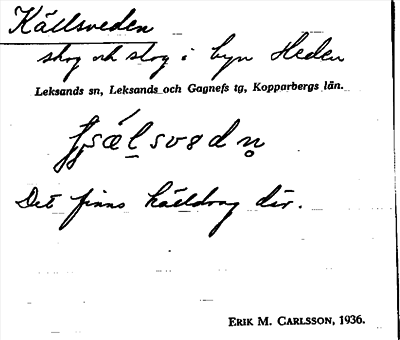 Källsveden
skog och slog i byn Heden
Leksands sn, Leksands och Gagnefs tg, Kopparbergs län.
Det finns källdrag där.
ERIK M. CARLSSON, 1936.